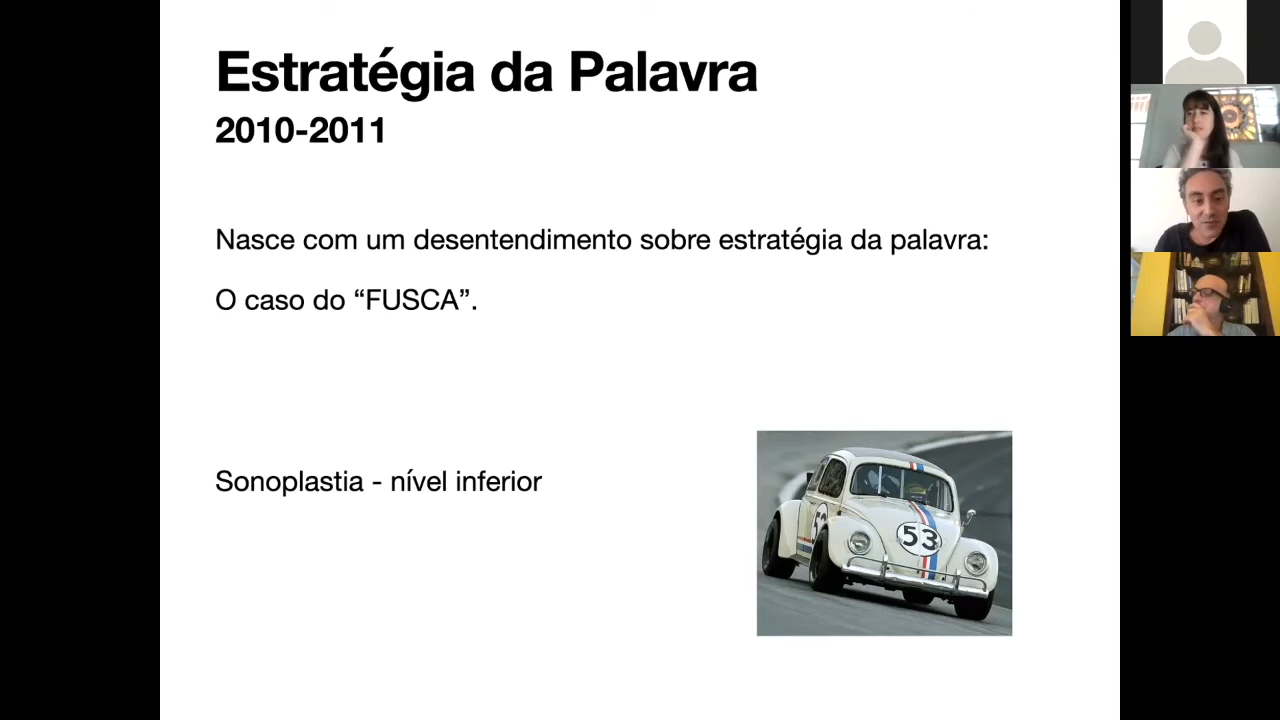 Estratégia da Palavra
2010-2011
Nasce com um desentendimento sobre estratégia da palavra:
O caso do “FUSCA”.
Sonoplastia - nível inferior
53
53